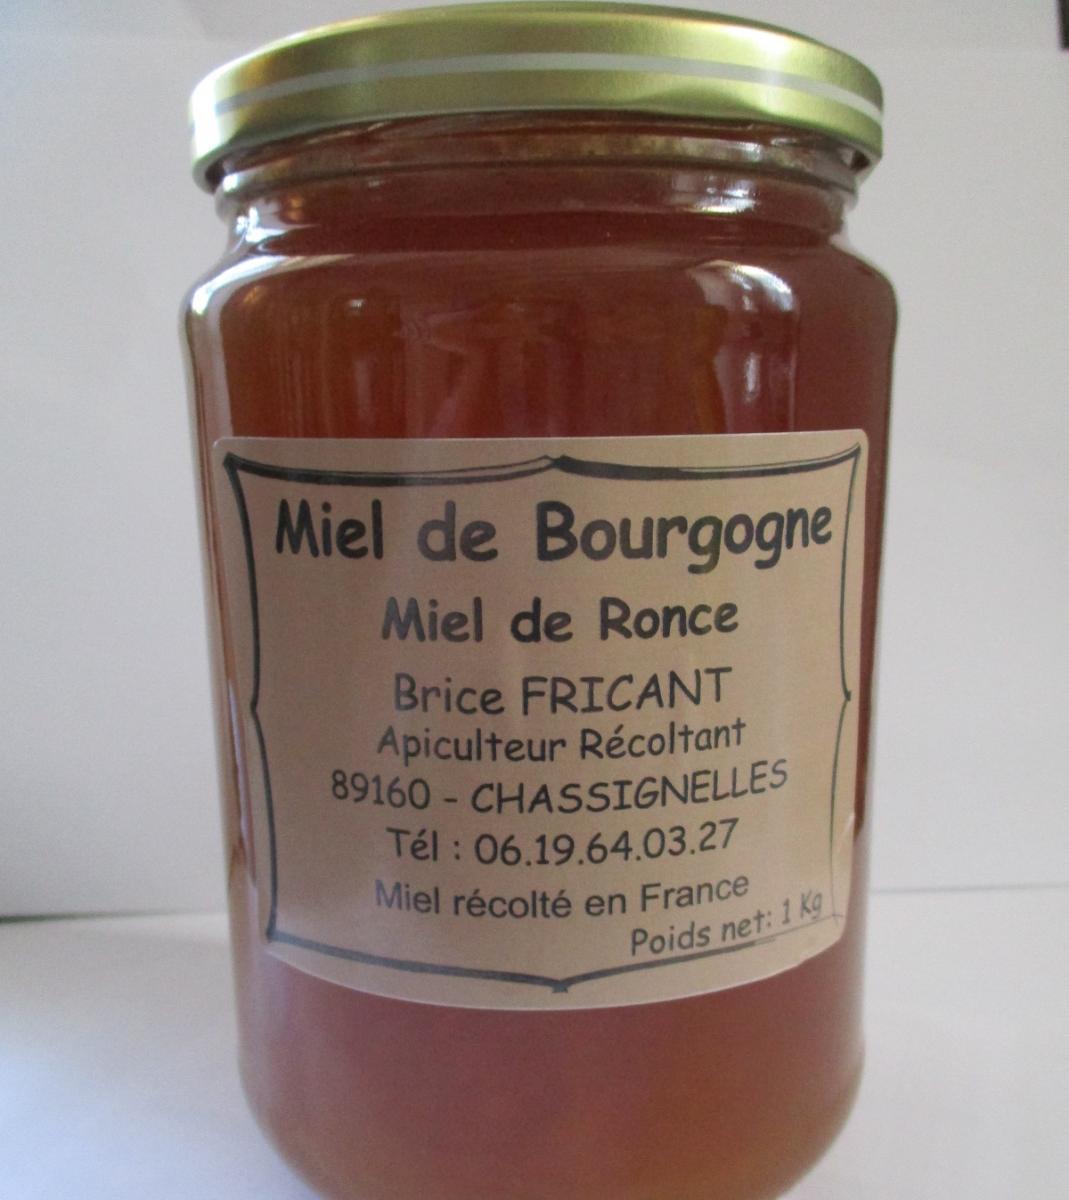 Miel de Bourgogne
Miel de Ronce
Brice FRICANT
Apiculteur Récoltant
89160 - CHASSIGNELLES
Tél : 06.19.64.03.27
Miel récolté en France
Poids net: 1 Kg